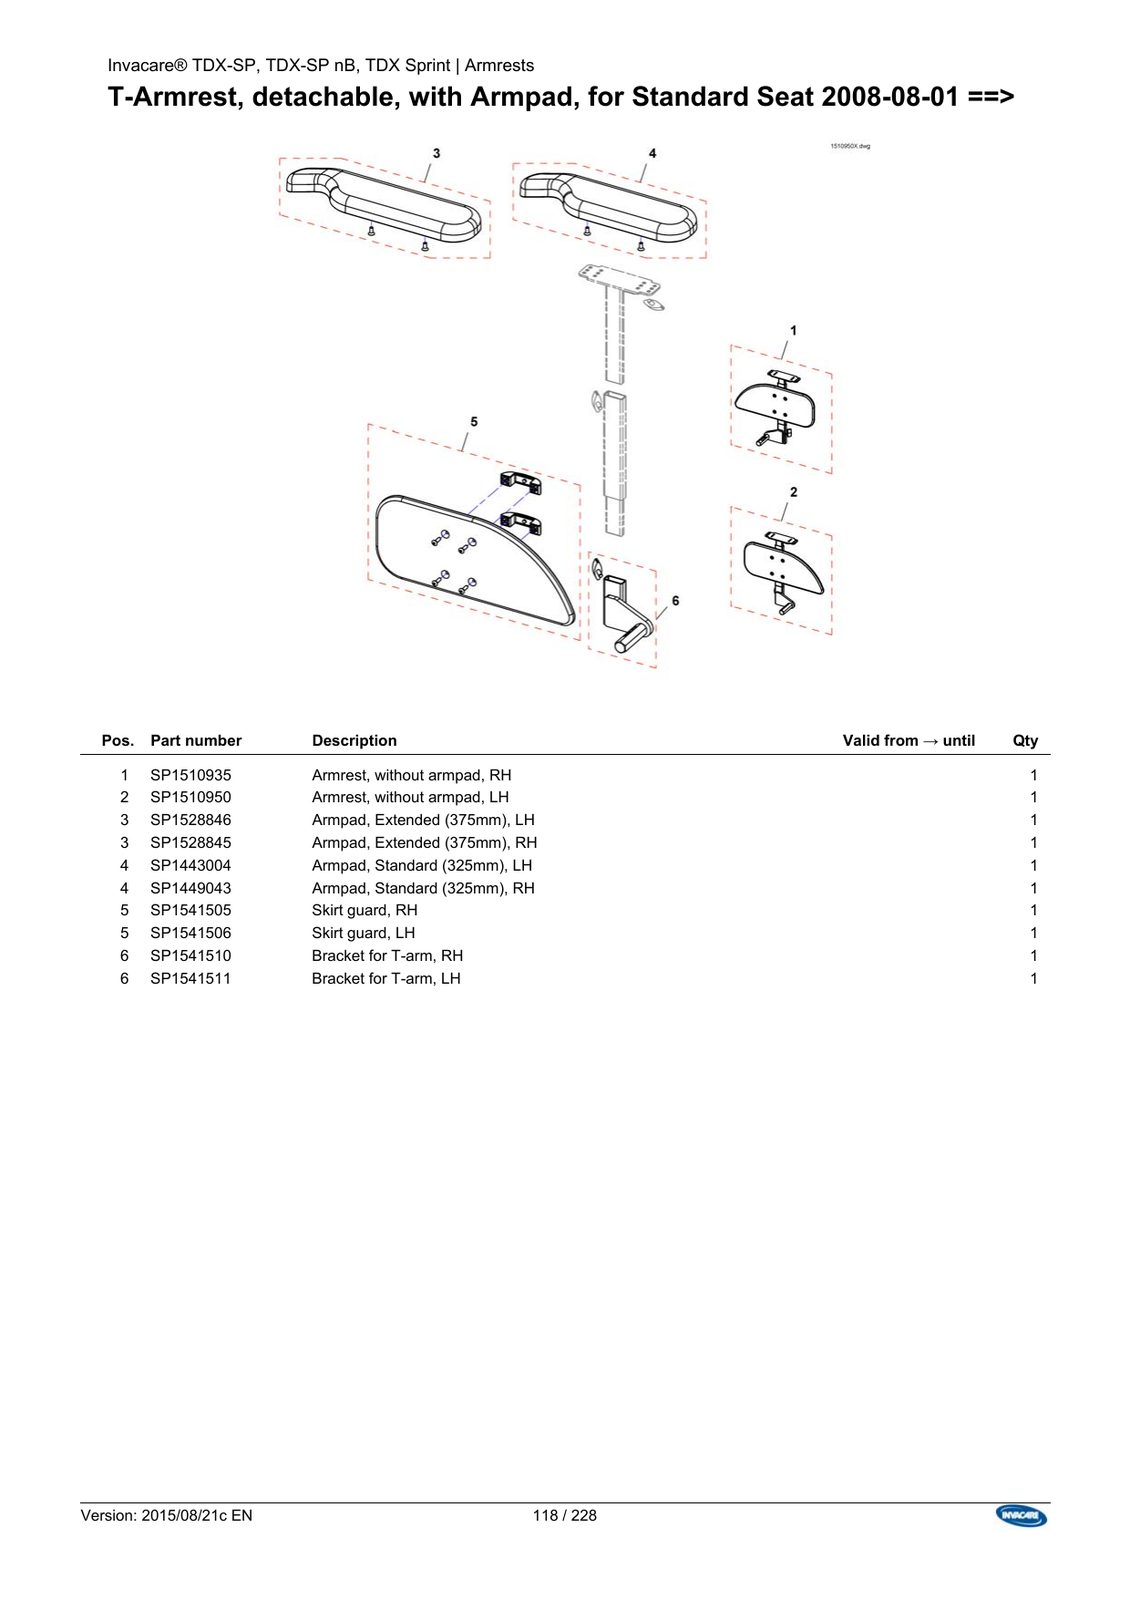 Invacare® TDX-SP, TDX-SP nB, TDX Sprint | Armrests
T-Armrest, detachable, with Armpad, for Standard Seat 2008-08-01 ==>
1510950X.dwg
3
4
1
5
2
6
Pos. Part number Description Valid from → until Qty
1 SP1510935 Armrest, without armpad, RH 1
2 SP1510950 Armrest, without armpad, LH 1
3 SP1528846 Armpad, Extended (375mm), LH 1
3 SP1528845 Armpad, Extended (375mm), RH 1
4 SP1443004 Armpad, Standard (325mm), LH 1
4 SP1449043 Armpad, Standard (325mm), RH 1
5 SP1541505 Skirt guard, RH 1
5 SP1541506 Skirt guard, LH 1
6 SP1541510 Bracket for T-arm, RH 1
6 SP1541511 Bracket for T-arm, LH 1
Version: 2015/08/21c EN 118 / 228 INVACARE